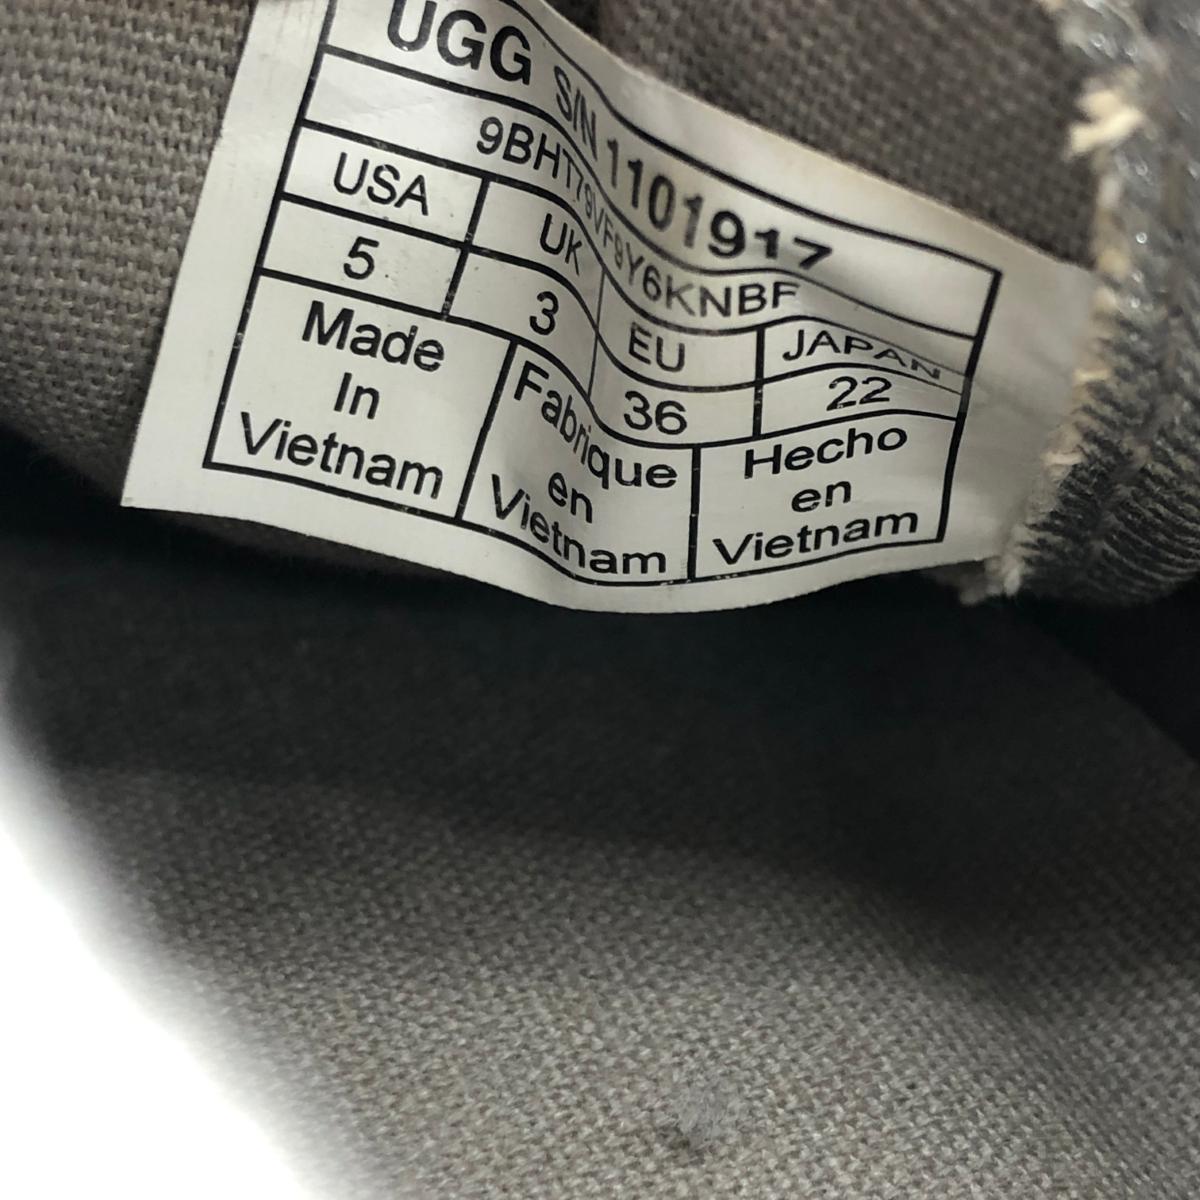 UGG S/N 1101917
9BHT79VF9Y6KNBF
USA UK EU JAPAN
5 3 36 22
Made In Vietnam
Fabrique en Vietnam
Hecho en Vietnam